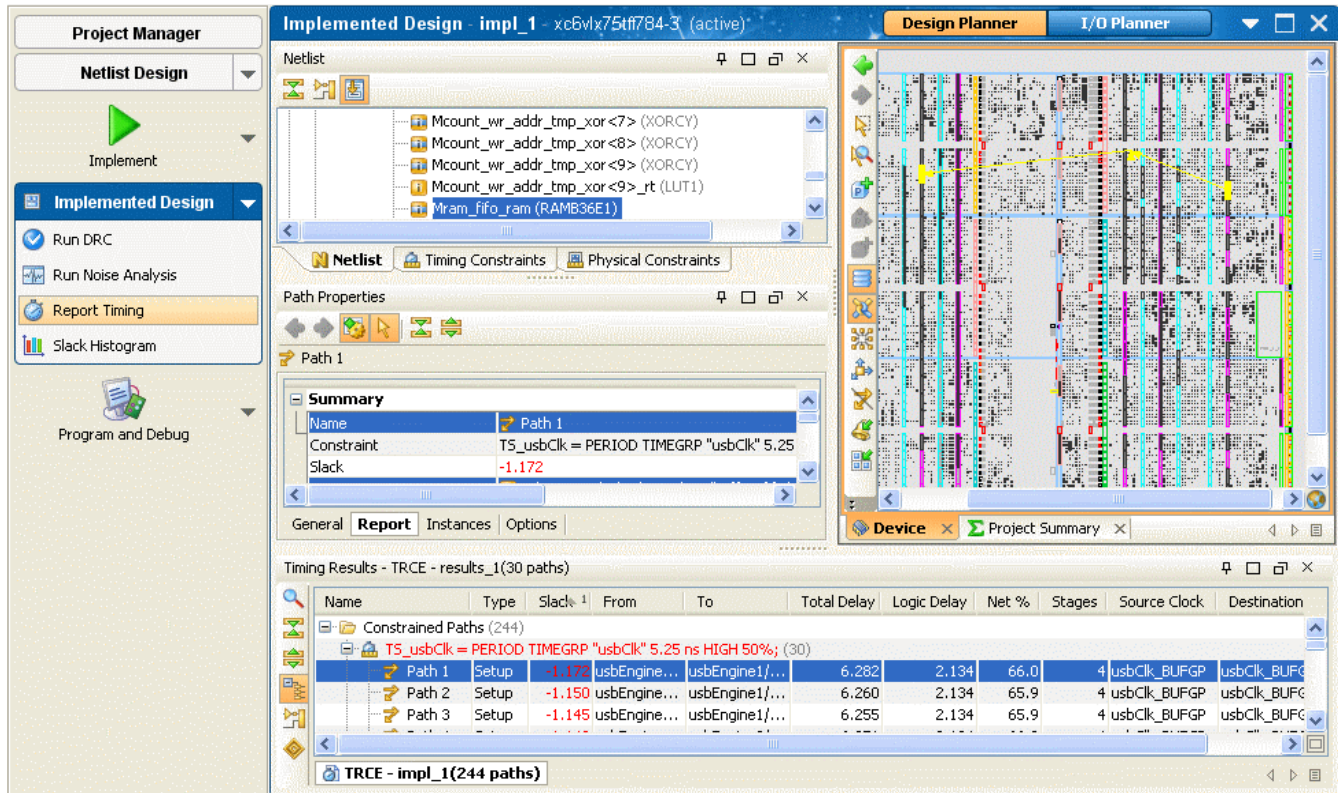 Project Manager
Netlist Design
Implement
Implemented Design
Run DRC
Run Noise Analysis
Report Timing
Slack Histogram
Program and Debug
Implemented Design - impl_1 - xc6vlx75tff784-3 (active)
Design Planner
I/O Planner
Netlist
Mcount_wr_addr_tmp_xor<7> (XORCY)
Mcount_wr_addr_tmp_xor<8> (XORCY)
Mcount_wr_addr_tmp_xor<9> (XORCY)
Mcount_wr_addr_tmp_xor<9>_rt (LUT1)
Mram_fifo_ram (RAMB36E1)
Netlist Timing Constraints Physical Constraints
Path Properties
Path 1
Summary
Name Path 1
Constraint TS_usbClk = PERIOD TIMEGRP "usbClk" 5.25
Slack -1.172
General Report Instances Options
Device Project Summary
Timing Results - TRCE - results_1(30 paths)
Name Type Slack 1 From To Total Delay Logic Delay Net % Stages Source Clock Destination
Constrained Paths (244)
TS_usbClk = PERIOD TIMEGRP "usbClk" 5.25 ns HIGH 50%; (30)
Path 1 Setup -1.172 usbEngine... usbEngine1/... 6.282 2.134 66.0 4 usbClk_BUFGP usbClk_BUFG
Path 2 Setup -1.150 usbEngine... usbEngine1/... 6.260 2.134 65.9 4 usbClk_BUFGP usbClk_BUFG
Path 3 Setup -1.145 usbEngine... usbEngine1/... 6.255 2.134 65.9 4 usbClk_BUFGP usbClk_BUFG
TRCE - impl_1(244 paths)